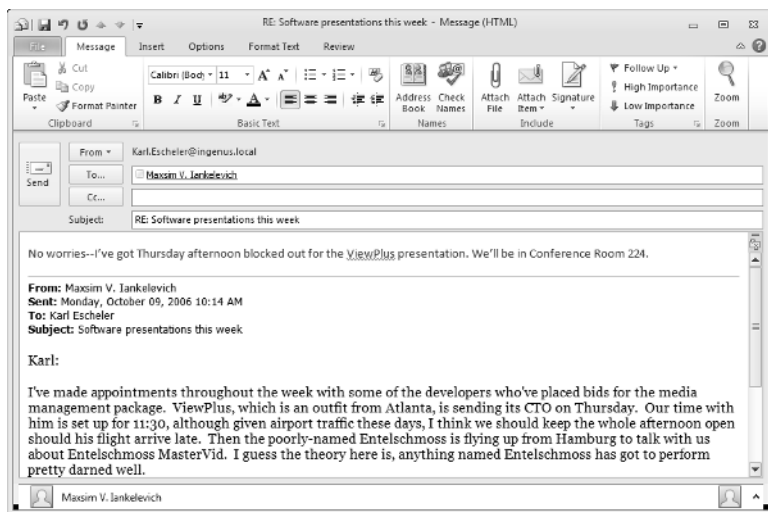 RE: Software presentations this week - Message (HTML)
File Message Insert Options Format Text Review
Paste
Cut
Copy
Format Painter
Clipboard
Calibri (Body 11
B I U
Basic Text
Address Book
Check Names
Names
Attach File
Attach Item
Signature
Include
Follow Up
High Importance
Low Importance
Tags
Zoom
Zoom
Send
From Karl.Escheler@ingenus.local
To... Maxsim V. Iankelevich
Cc...
Subject: RE: Software presentations this week
No worries--I've got Thursday afternoon blocked out for the ViewPlus presentation. We'll be in Conference Room 224.
From: Maxsim V. Iankelevich
Sent: Monday, October 09, 2006 10:14 AM
To: Karl Escheler
Subject: Software presentations this week
Karl:
I've made appointments throughout the week with some of the developers who've placed bids for the media
management package. ViewPlus, which is an outfit from Atlanta, is sending its CTO on Thursday. Our time with
him is set up for 11:30, although given airport traffic these days, I think we should keep the whole afternoon open
should his flight arrive late. Then the poorly-named Entelschmoss is flying up from Hamburg to talk with us
about Entelschmoss MasterVid. I guess the theory here is, anything named Entelschmoss has got to perform
pretty darned well.
Maxsim V. Iankelevich